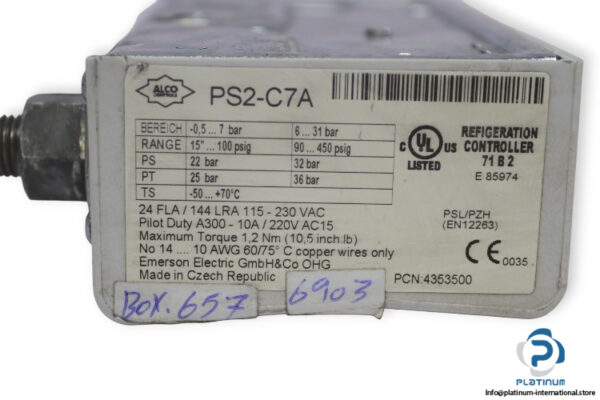 ALCO
CONTROLS
PS2-C7A
BEREICH -0,5 ... 7 bar 6 ... 31 bar
RANGE 15" ... 100 psig 90 ... 450 psig
PS 22 bar 32 bar
PT 25 bar 36 bar
TS -50 ... +70°C
24 FLA / 144 LRA 115 - 230 VAC
Pilot Duty A300 - 10A / 220V AC15
Maximum Torque 1,2 Nm (10,5 inch.lb)
No 14 .... 10 AWG 60/75° C copper wires only
Emerson Electric GmbH&Co OHG
Made in Czech Republic
C UL US
LISTED
REFIGERATION
CONTROLLER
71 B 2
E 85974
PSL/PZH
(EN12263)
CE 0035
PCN:4353500
Box.657
6903
PLATINUM
Info@platinum-international.store